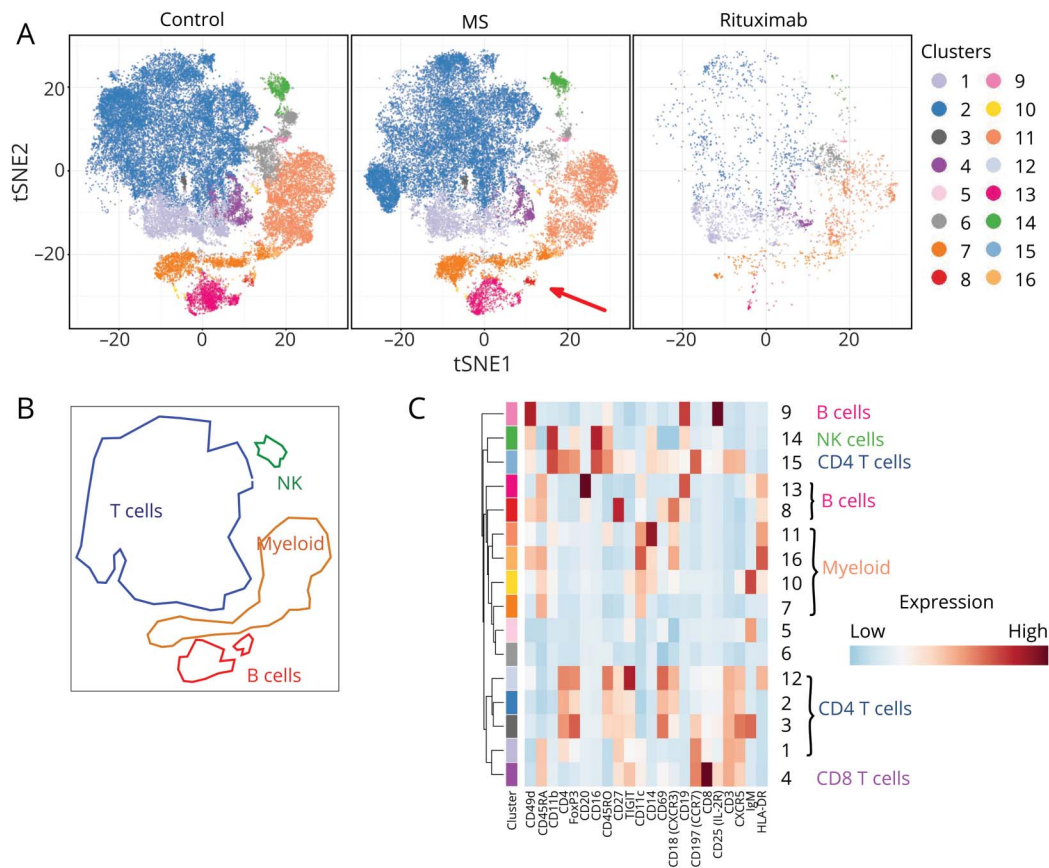 A
Control
MS
Rituximab
tSNE2
20
0
−20
−20
0
20
−20
0
20
−20
0
20
tSNE1
Clusters
1
9
2
10
3
11
4
12
5
13
6
14
7
15
8
16
B
T cells
NK
Myeloid
B cells
C
9 B cells
14 NK cells
15 CD4 T cells
13
8
B cells
11
16
10
7
Myeloid
5
6
12
2
3
1
CD4 T cells
4 CD8 T cells
Expression
Low High
Cluster
CD49d
CD45RA
CD11b
CD4
FoxP3
CD20
CD16
CD45RO
CD27
TIGIT
CD11c
CD14
CD69
CD18 (CXCR3)
CD19
CD197 (CCR7)
CD8
CD25 (IL-2R)
CD3
CXCR5
IgM
HLA-DR